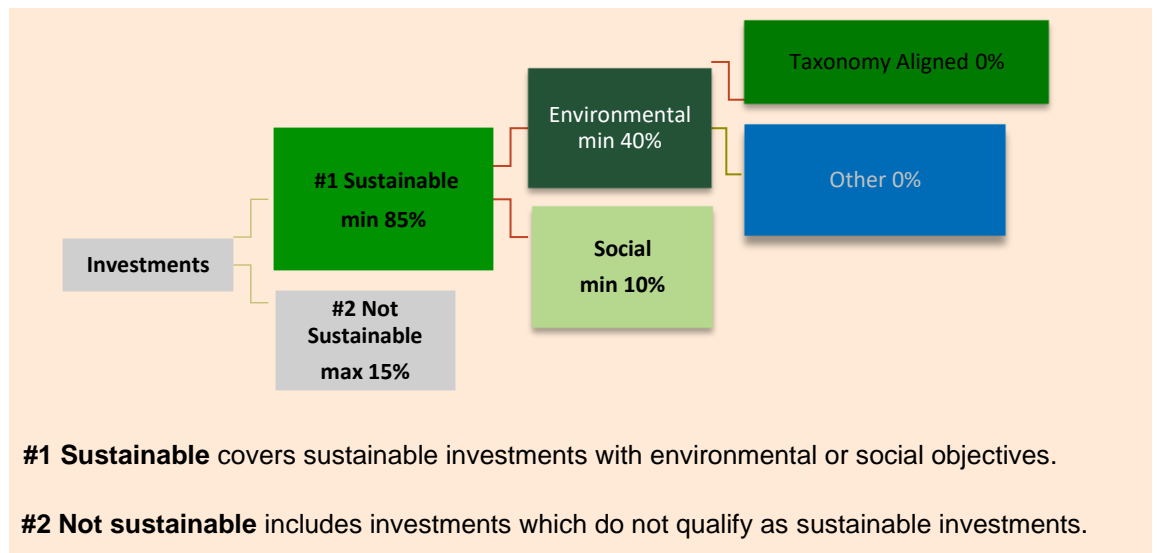 Taxonomy Aligned 0%
Environmental
min 40%
Other 0%
#1 Sustainable
min 85%
Social
min 10%
Investments
#2 Not
Sustainable
max 15%
#1 Sustainable covers sustainable investments with environmental or social objectives.
#2 Not sustainable includes investments which do not qualify as sustainable investments.